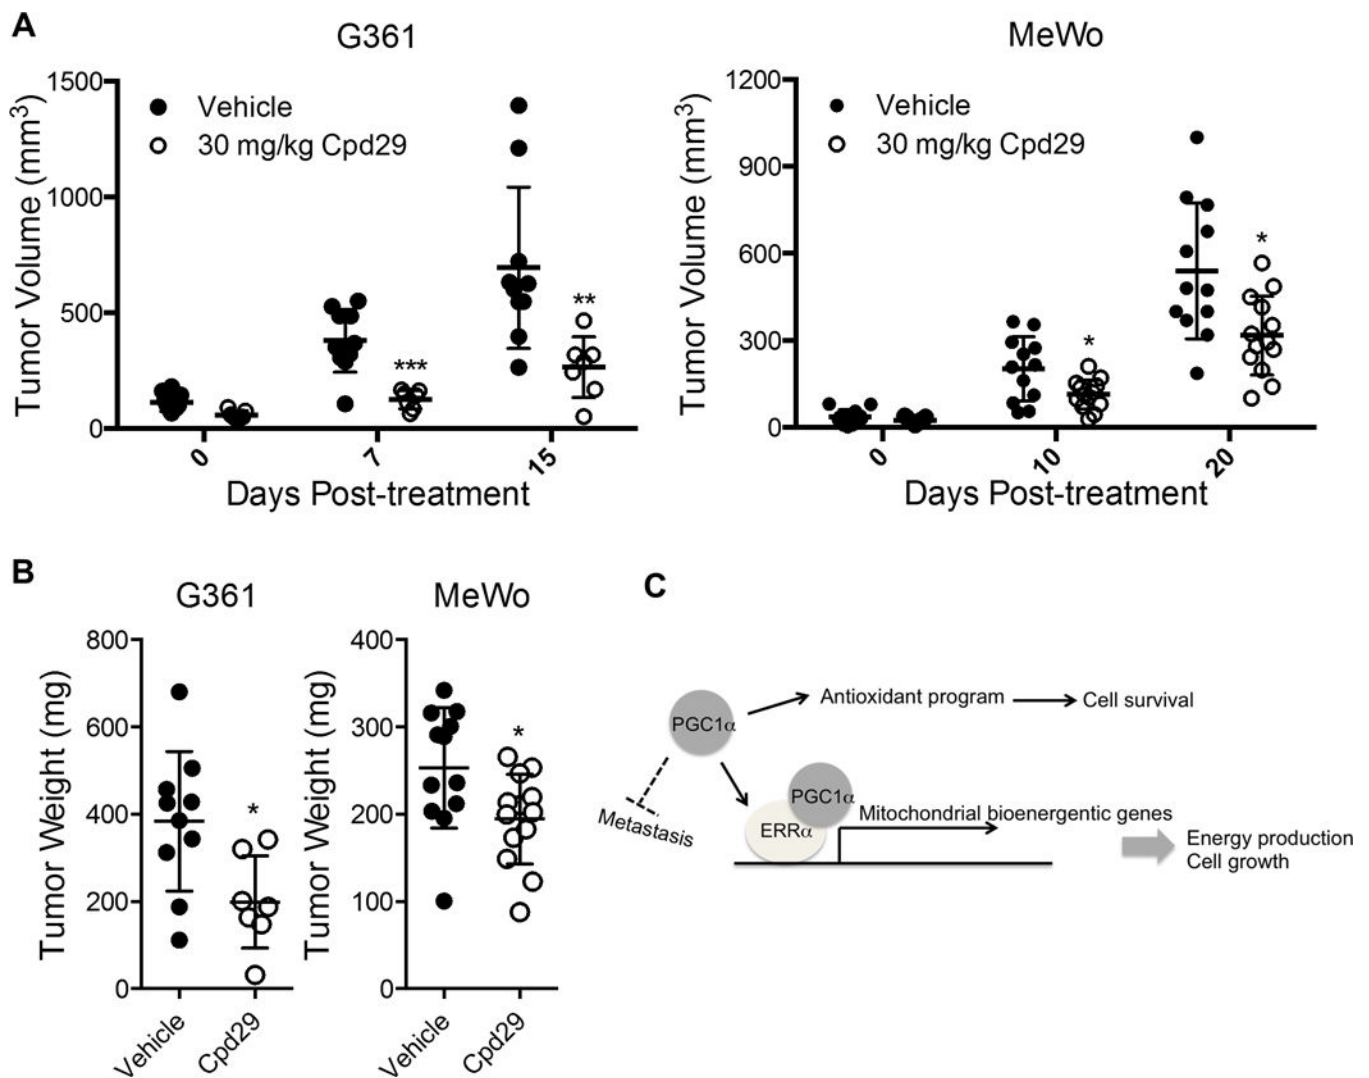 A
G361
1500
1000
500
0
Tumor Volume (mm³)
Vehicle
30 mg/kg Cpd29
***
**
0
7
15
Days Post-treatment
MeWo
1200
900
600
300
0
Tumor Volume (mm³)
Vehicle
30 mg/kg Cpd29
*
*
0
10
20
Days Post-treatment
B
G361
800
600
400
200
0
Tumor Weight (mg)
*
Vehicle
Cpd29
MeWo
400
300
200
100
0
Tumor Weight (mg)
*
Vehicle
Cpd29
C
PGC1α
Antioxidant program
Cell survival
Metastasis
PGC1α
ERRα
Mitochondrial bioenergentic genes
Energy production
Cell growth